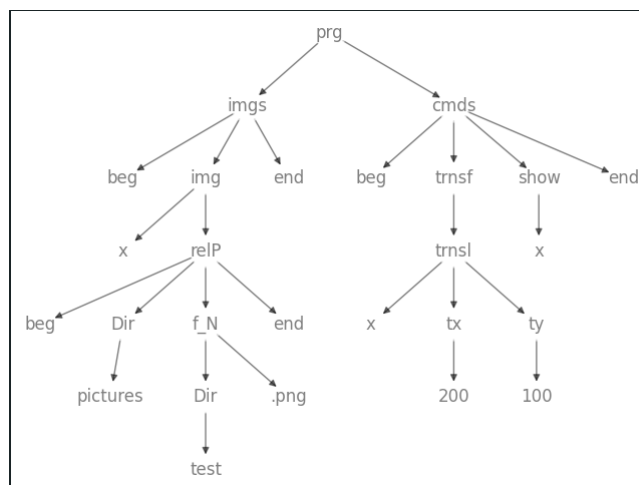 prg
imgs cmds
beg img end beg trnsf show end
x relP trnsl x
beg Dir f_N end x tx ty
pictures Dir .png 200 100
test